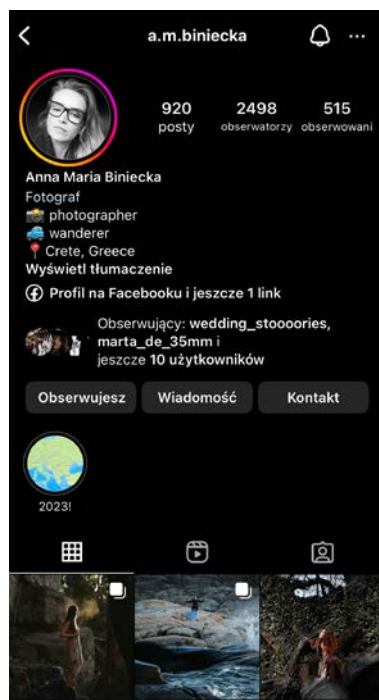 a.m.biniecka
920 2498 515
posty obserwatorzy obserwowani
Anna Maria Biniecka
Fotograf
photographer
wanderer
Crete, Greece
Wyświetl tłumaczenie
Profil na Facebooku i jeszcze 1 link
Obserwujący: wedding_stoooories,
marta_de_35mm i
jeszcze 10 użytkowników
Obserwujesz Wiadomość Kontakt
2023!